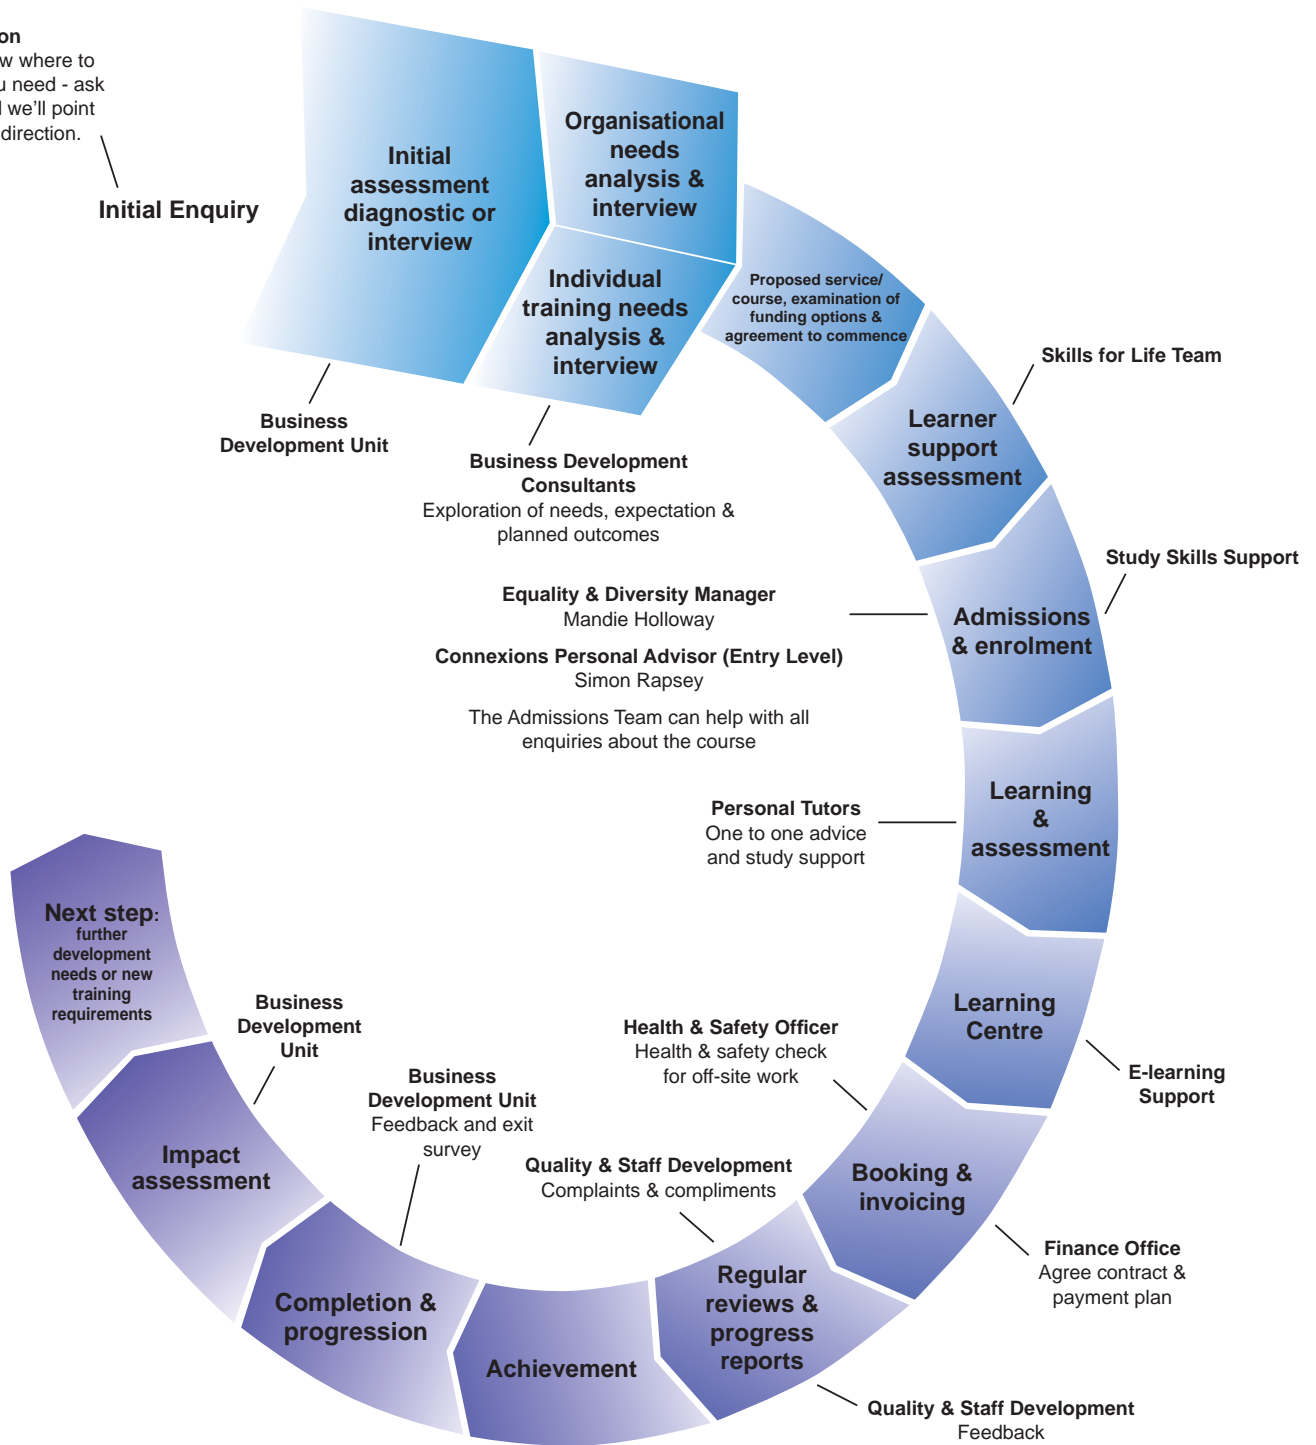 on
w where to
u need - ask
l we'll point
direction.
Initial Enquiry
Initial
assessment
diagnostic or
interview
Organisational
needs
analysis &
interview
Individual
training needs
analysis &
interview
Business
Development Unit
Business Development
Consultants
Exploration of needs, expectation &
planned outcomes
Proposed service/
course, examination of
funding options &
agreement to commence
Skills for Life Team
Learner
support
assessment
Study Skills Support
Equality & Diversity Manager
Mandie Holloway
Connexions Personal Advisor (Entry Level)
Simon Rapsey
The Admissions Team can help with all
enquiries about the course
Admissions
& enrolment
Personal Tutors
One to one advice
and study support
Learning
&
assessment
Learning
Centre
E-learning
Support
Health & Safety Officer
Health & safety check
for off-site work
Booking &
invoicing
Finance Office
Agree contract &
payment plan
Quality & Staff Development
Complaints & compliments
Regular
reviews &
progress
reports
Quality & Staff Development
Feedback
Achievement
Business
Development Unit
Feedback and exit
survey
Completion &
progression
Business
Development
Unit
Impact
assessment
Next step:
further
development
needs or new
training
requirements